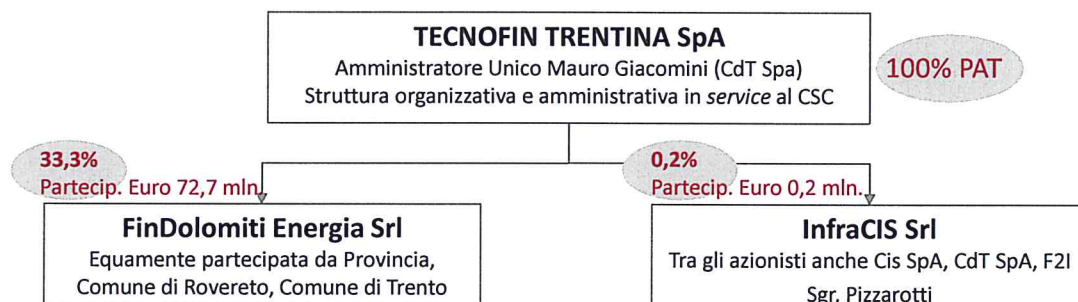 TECNOFIN TRENTINA SpA
Amministratore Unico Mauro Giacomini (CdT Spa)
Struttura organizzativa e amministrativa in service al CSC
100% PAT
33,3%
Partecip. Euro 72,7 mln.
FinDolomiti Energia Srl
Equamente partecipata da Provincia,
Comune di Rovereto, Comune di Trento
0,2%
Partecip. Euro 0,2 mln.
InfraCIS Srl
Tra gli azionisti anche Cis SpA, CdT SpA, F2I
Sgr, Pizzarotti